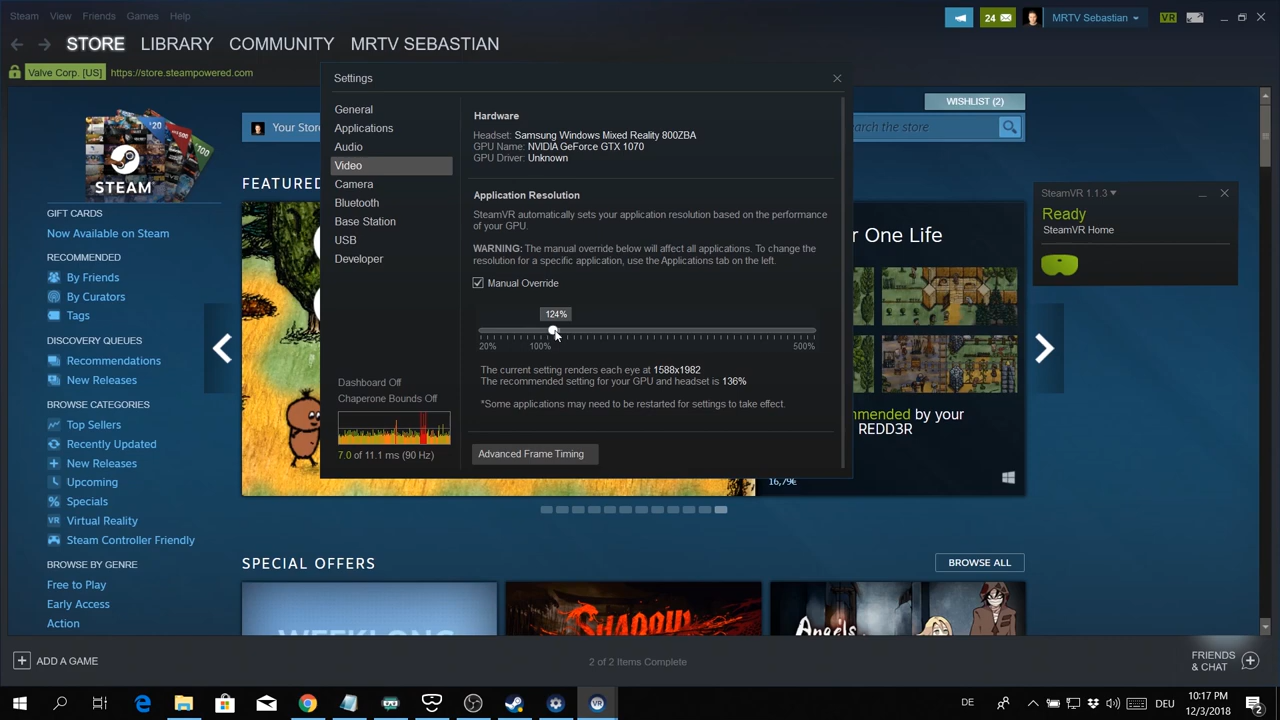 Steam View Friends Games Help
24 MRTV Sebastian VR
STORE LIBRARY COMMUNITY MRTV SEBASTIAN
Valve Corp. [US] https://store.steampowered.com
STEAM
GIFT CARDS
Now Available on Steam
RECOMMENDED
By Friends
By Curators
Tags
DISCOVERY QUEUES
Recommendations
New Releases
BROWSE CATEGORIES
Top Sellers
Recently Updated
New Releases
Upcoming
Specials
VR Virtual Reality
Steam Controller Friendly
BROWSE BY GENRE
Free to Play
Early Access
Action
WISHLIST (2)
Your Store
arch the store
FEATURED
Settings
General
Applications
Audio
Video
Camera
Bluetooth
Base Station
USB
Developer
Dashboard Off
Chaperone Bounds Off
7.0 of 11.1 ms (90 Hz)
Hardware
Headset: Samsung Windows Mixed Reality 800ZBA
GPU Name: NVIDIA GeForce GTX 1070
GPU Driver: Unknown
Application Resolution
SteamVR automatically sets your application resolution based on the performance
of your GPU.
WARNING: The manual override below will affect all applications. To change the
resolution for a specific application, use the Applications tab on the left.
Manual Override
124%
20% 100% 500%
The current setting renders each eye at 1588x1982
The recommended setting for your GPU and headset is 136%
*Some applications may need to be restarted for settings to take effect.
Advanced Frame Timing
SteamVR 1.1.3
Ready
SteamVR Home
r One Life
mmended by your
REDD3R
16,79€
SPECIAL OFFERS
BROWSE ALL
WEEKLONG
SHADOW
Angels
ADD A GAME
2 of 2 Items Complete
FRIENDS
& CHAT
DE
DEU
10:17 PM
12/3/2018
2